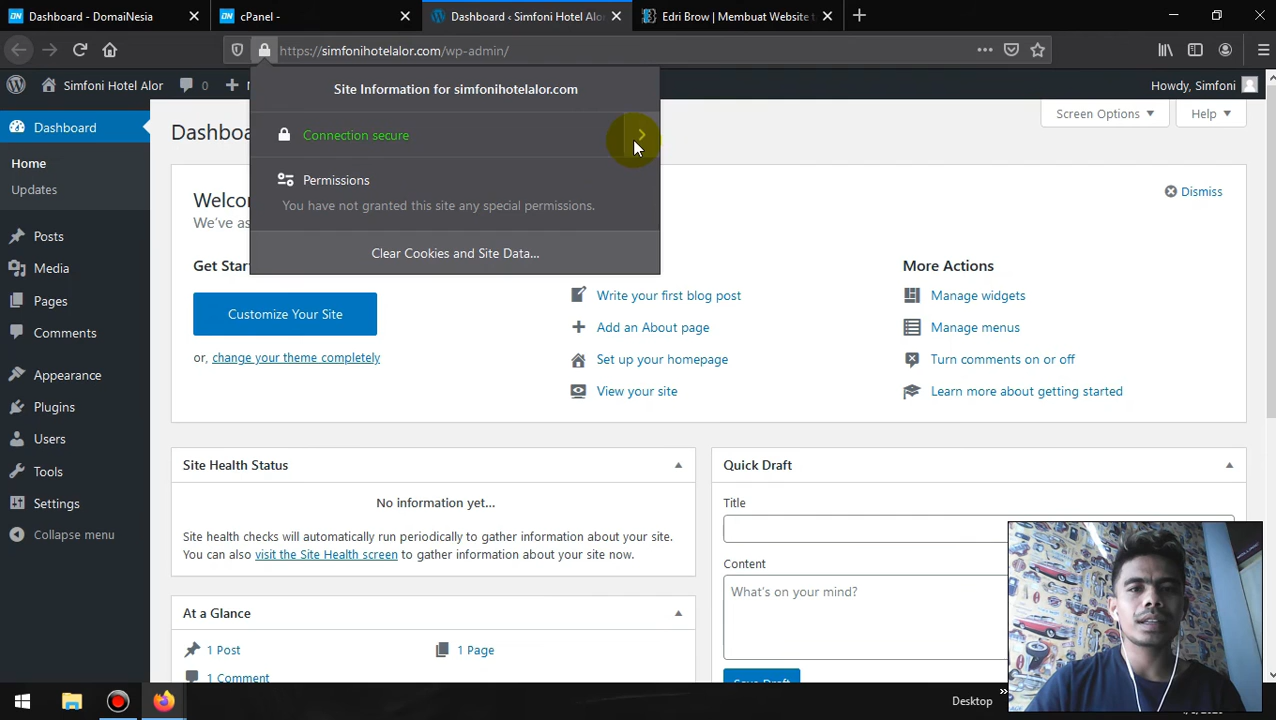 Dashboard - DomaiNesia
cPanel -
Dashboard ‹ Simfoni Hotel Alor
Edri Brow | Membuat Website
https://simfonihotelalor.com/wp-admin/
Simfoni Hotel Alor
0
Howdy, Simfoni
Site Information for simfonihotelalor.com
Connection secure
Permissions
You have not granted this site any special permissions.
Clear Cookies and Site Data...
Screen Options
Help
Dashboard
Home
Updates
Posts
Media
Pages
Comments
Appearance
Plugins
Users
Tools
Settings
Collapse menu
Dismiss
Customize Your Site
or, change your theme completely
Write your first blog post
Add an About page
Set up your homepage
View your site
More Actions
Manage widgets
Manage menus
Turn comments on or off
Learn more about getting started
Site Health Status
No information yet...
Site health checks will automatically run periodically to gather information about your site.
You can also visit the Site Health screen to gather information about your site now.
At a Glance
1 Post
1 Page
1 Comment
Quick Draft
Title
Content
What's on your mind?
Save Draft
Desktop